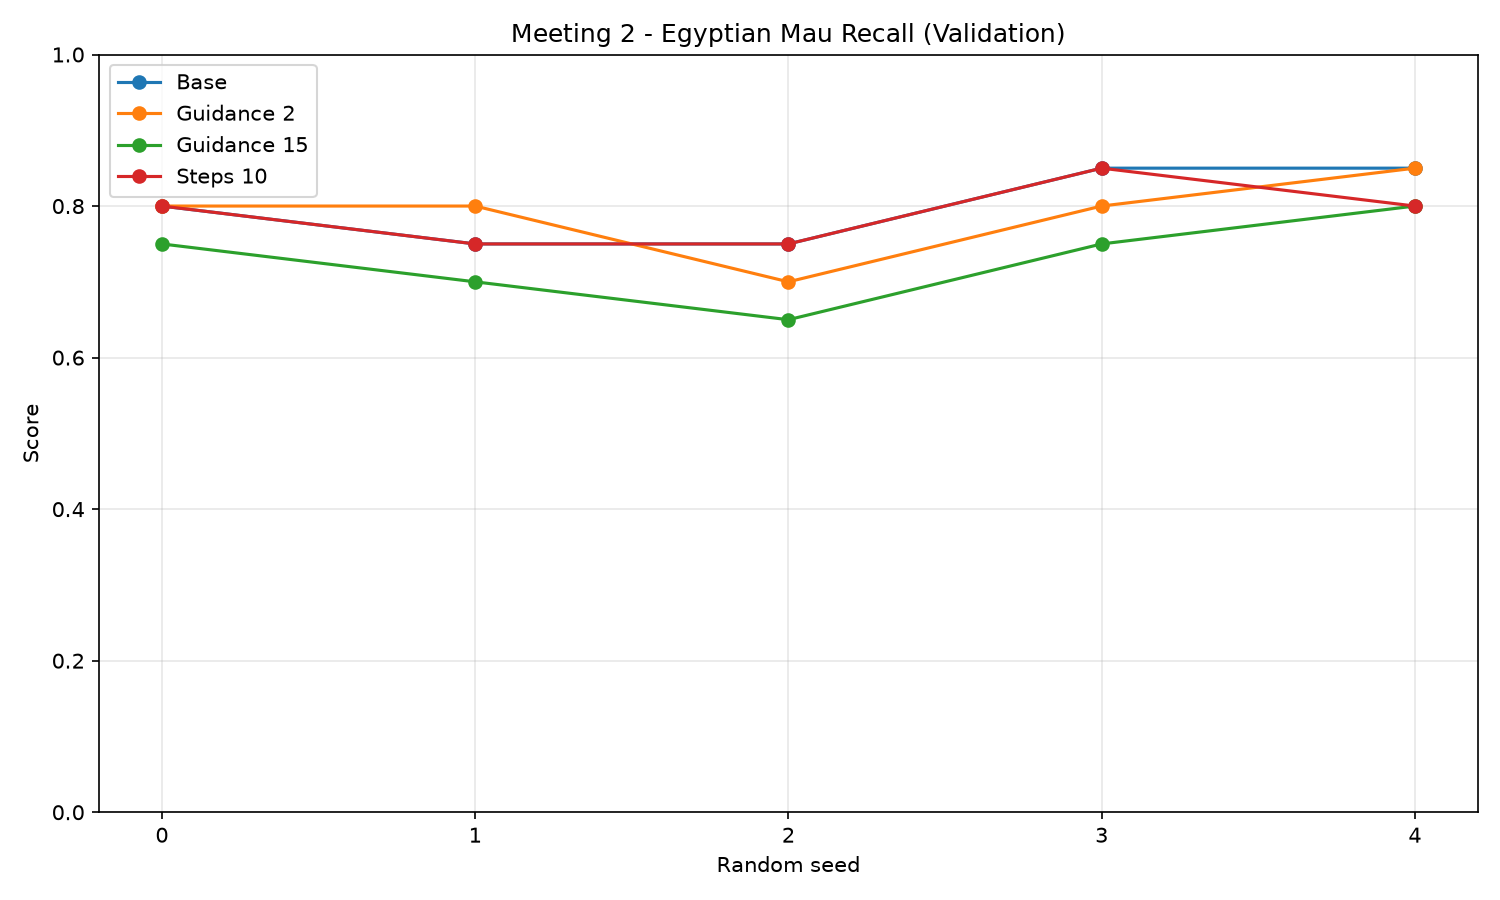 Meeting 2 - Egyptian Mau Recall (Validation)
Base
Guidance 2
Guidance 15
Steps 10
Score
1.0
0.8
0.6
0.4
0.2
0.0
0 1 2 3 4
Random seed